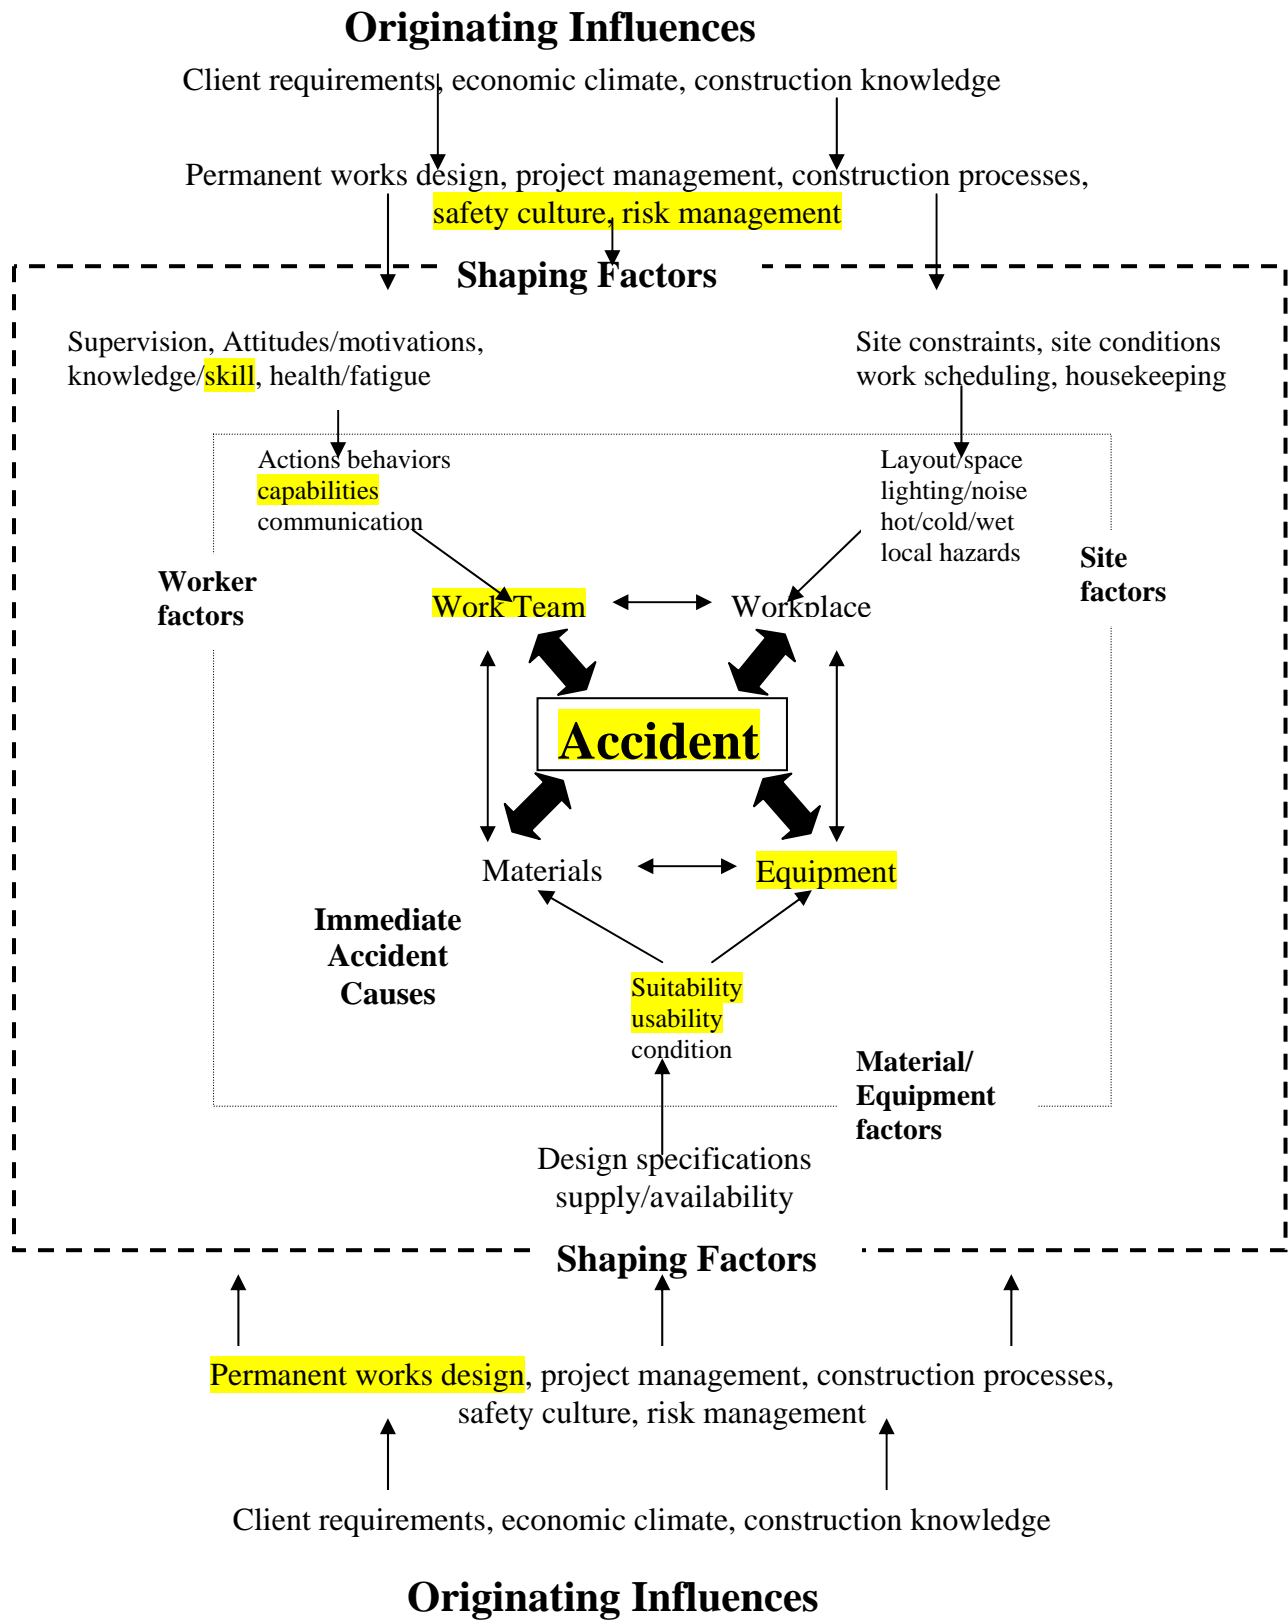 Originating Influences
Client requirements, economic climate, construction knowledge
Permanent works design, project management, construction processes,
safety culture, risk management
Shaping Factors
Supervision, Attitudes/motivations,
knowledge/skill, health/fatigue
Site constraints, site conditions
work scheduling, housekeeping
Actions behaviors
capabilities
communication
Layout/space
lighting/noise
hot/cold/wet
local hazards
Worker
factors
Site
factors
Work Team
Workplace
Accident
Materials
Equipment
Immediate
Accident
Causes
Suitability
usability
condition
Material/
Equipment
factors
Design specifications
supply/availability
Shaping Factors
Permanent works design, project management, construction processes,
safety culture, risk management
Client requirements, economic climate, construction knowledge
Originating Influences